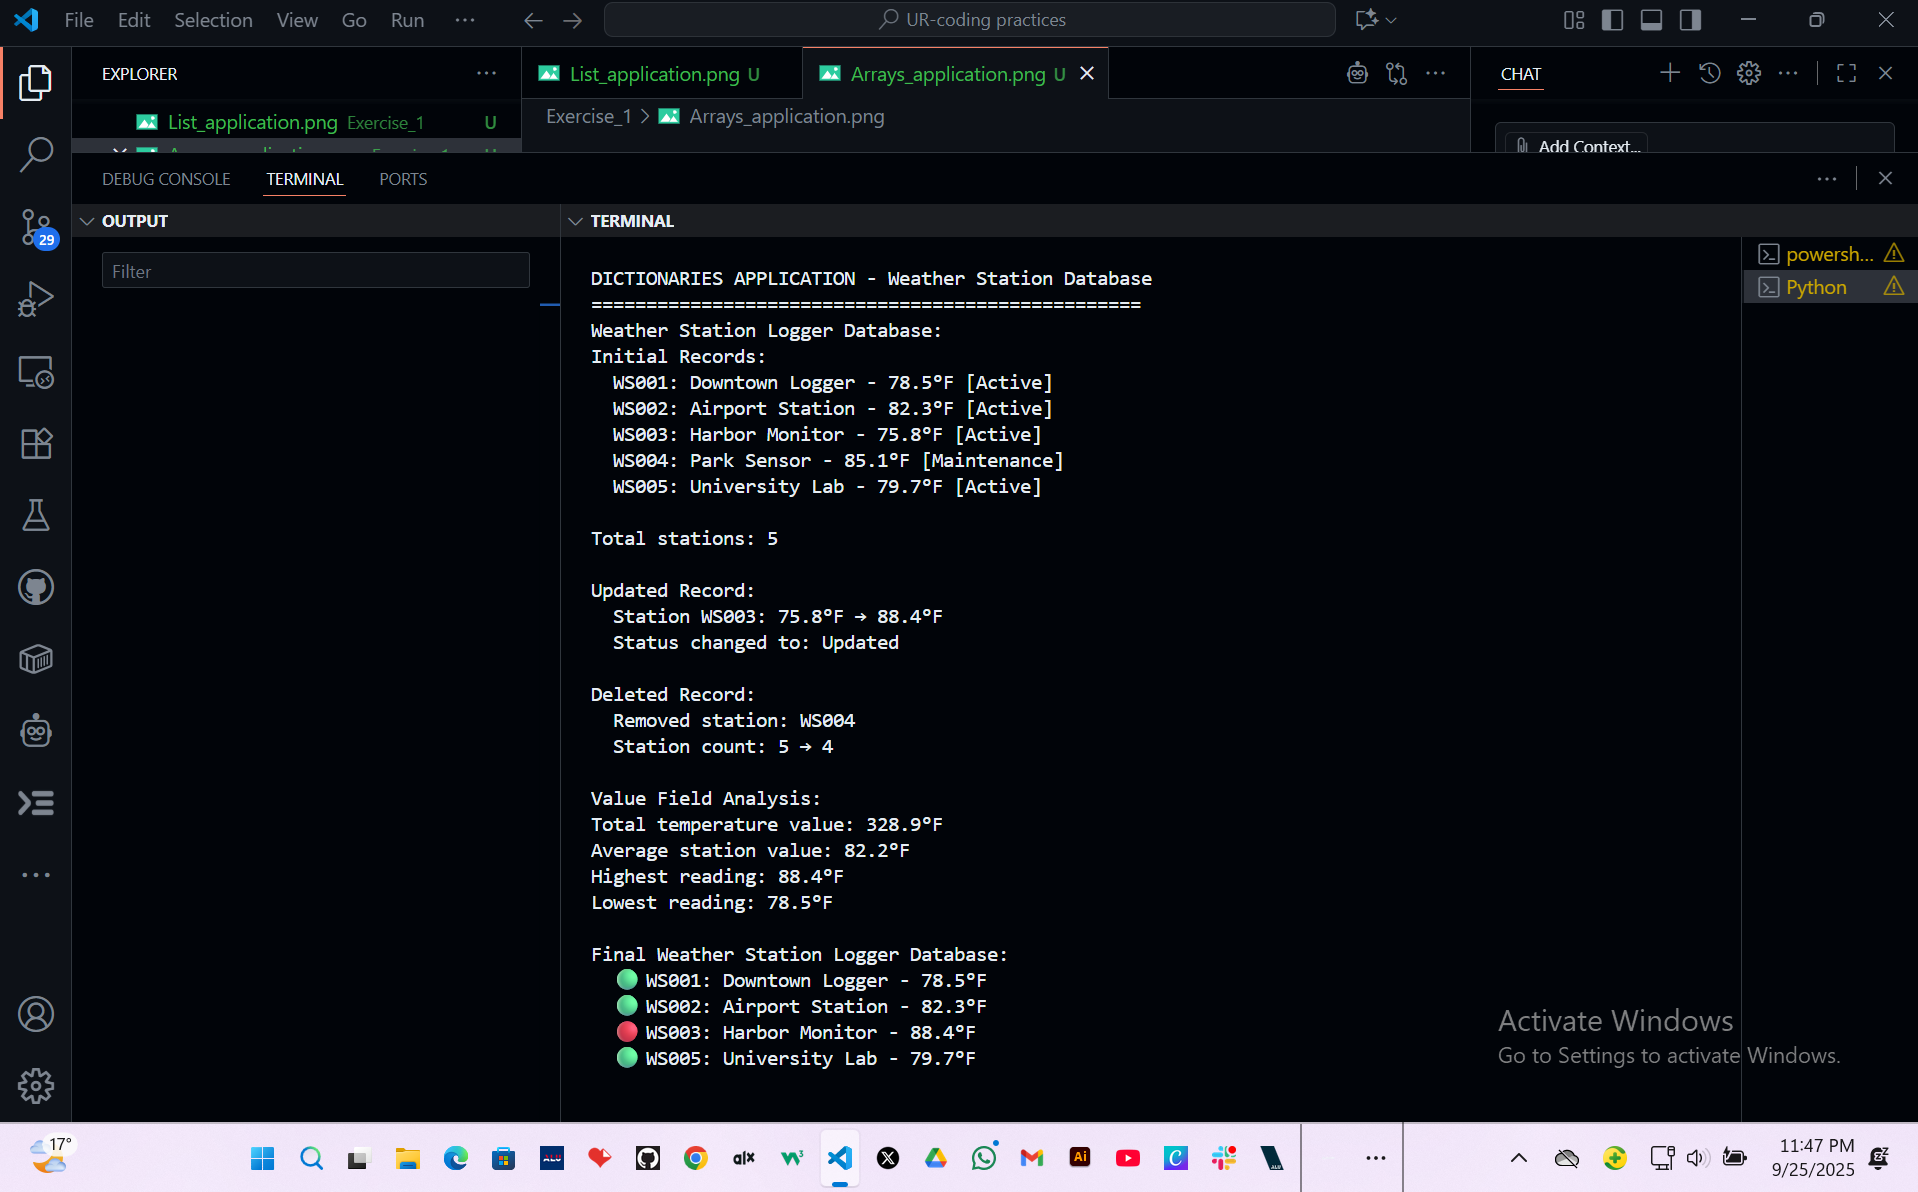 File Edit Selection View Go Run ···
UR-coding practices
EXPLORER
List_application.png U
Arrays_application.png U
CHAT
List_application.png Exercise_1 U
Exercise_1 > Arrays_application.png
Add Context...
DEBUG CONSOLE TERMINAL PORTS
OUTPUT
Filter
TERMINAL
powersh...
Python
29
DICTIONARIES APPLICATION - Weather Station Database
==================================================
Weather Station Logger Database:
Initial Records:
WS001: Downtown Logger - 78.5°F [Active]
WS002: Airport Station - 82.3°F [Active]
WS003: Harbor Monitor - 75.8°F [Active]
WS004: Park Sensor - 85.1°F [Maintenance]
WS005: University Lab - 79.7°F [Active]
Total stations: 5
Updated Record:
Station WS003: 75.8°F → 88.4°F
Status changed to: Updated
Deleted Record:
Removed station: WS004
Station count: 5 → 4
Value Field Analysis:
Total temperature value: 328.9°F
Average station value: 82.2°F
Highest reading: 88.4°F
Lowest reading: 78.5°F
Final Weather Station Logger Database:
WS001: Downtown Logger - 78.5°F
WS002: Airport Station - 82.3°F
WS003: Harbor Monitor - 88.4°F
WS005: University Lab - 79.7°F
Activate Windows
Go to Settings to activate Windows.
17°
ALU
alx
Ai
11:47 PM
9/25/2025